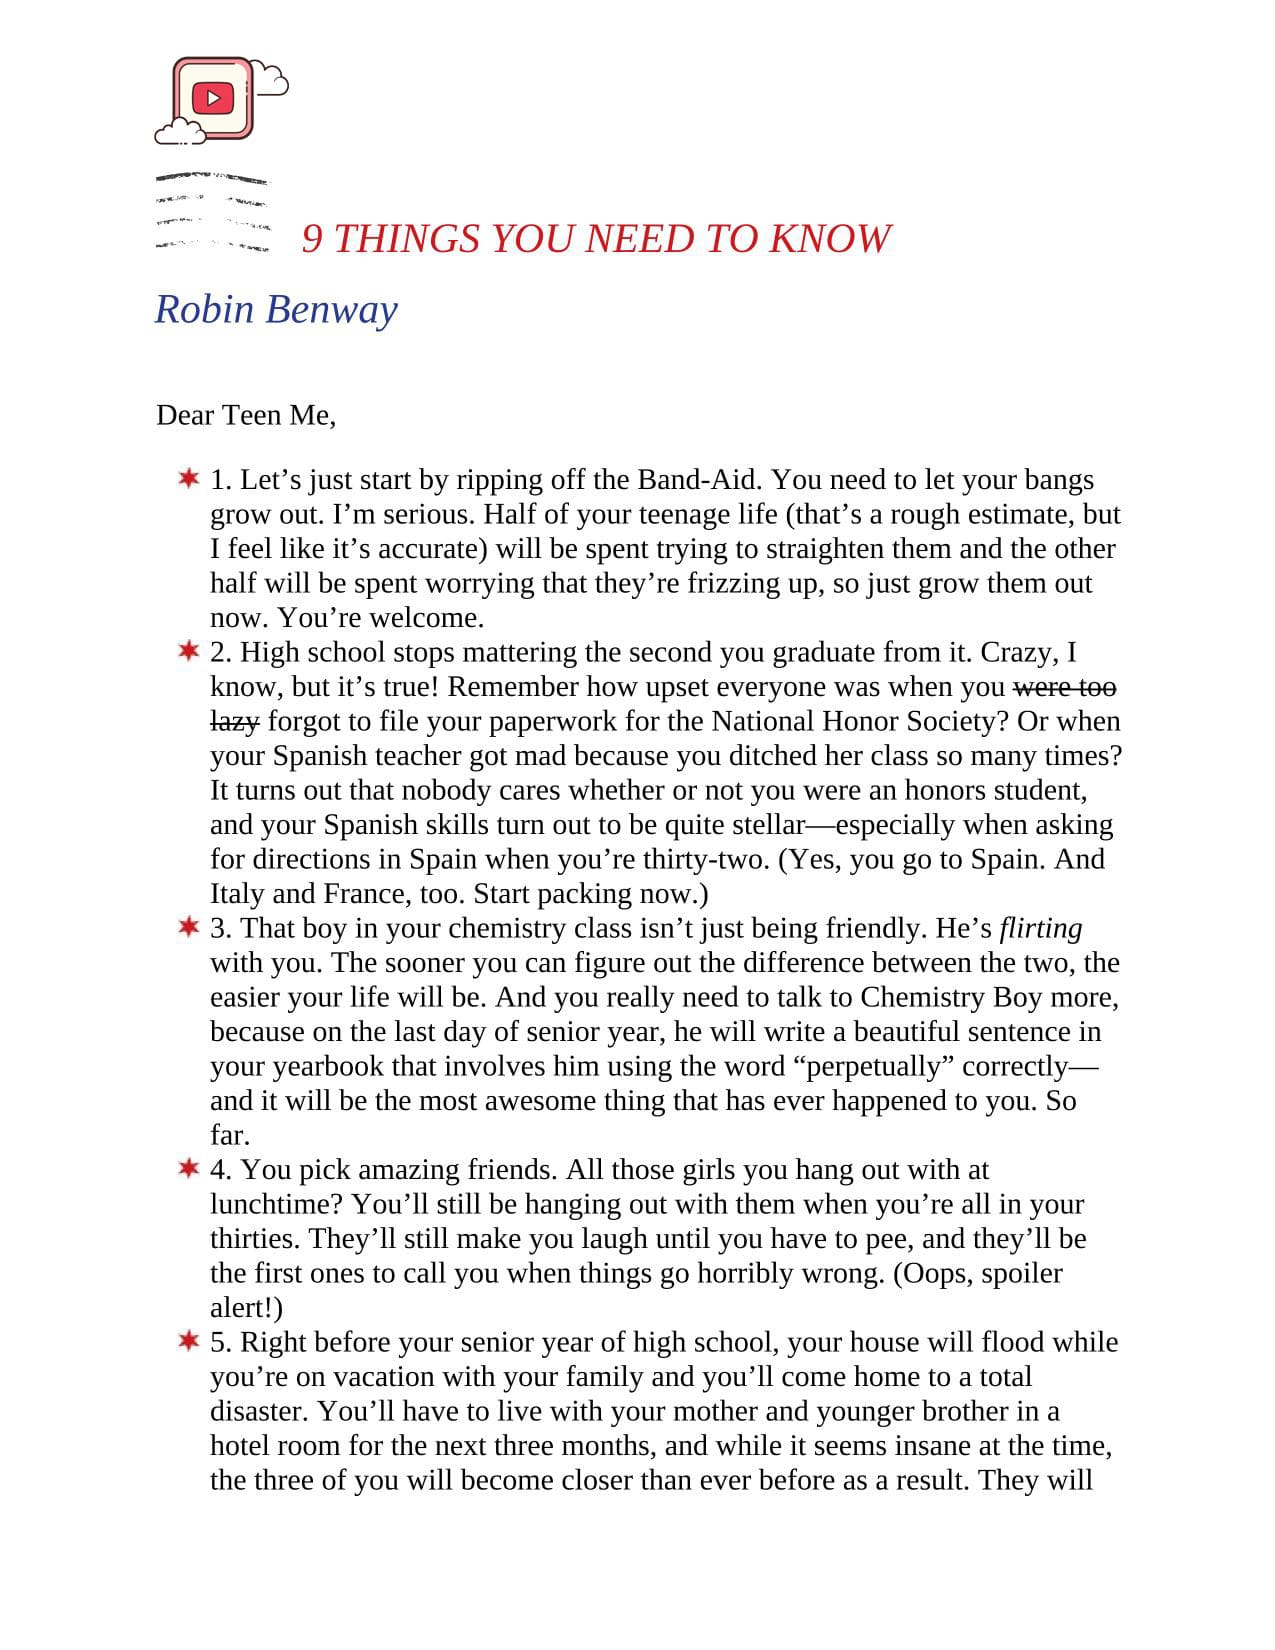 9 THINGS YOU NEED TO KNOW
Robin Benway
Dear Teen Me,
1. Let’s just start by ripping off the Band-Aid. You need to let your bangs
grow out. I’m serious. Half of your teenage life (that’s a rough estimate, but
I feel like it’s accurate) will be spent trying to straighten them and the other
half will be spent worrying that they’re frizzing up, so just grow them out
now. You’re welcome.
2. High school stops mattering the second you graduate from it. Crazy, I
know, but it’s true! Remember how upset everyone was when you were too
lazy forgot to file your paperwork for the National Honor Society? Or when
your Spanish teacher got mad because you ditched her class so many times?
It turns out that nobody cares whether or not you were an honors student,
and your Spanish skills turn out to be quite stellar—especially when asking
for directions in Spain when you’re thirty-two. (Yes, you go to Spain. And
Italy and France, too. Start packing now.)
3. That boy in your chemistry class isn’t just being friendly. He’s flirting
with you. The sooner you can figure out the difference between the two, the
easier your life will be. And you really need to talk to Chemistry Boy more,
because on the last day of senior year, he will write a beautiful sentence in
your yearbook that involves him using the word “perpetually” correctly—
and it will be the most awesome thing that has ever happened to you. So
far.
4. You pick amazing friends. All those girls you hang out with at
lunchtime? You’ll still be hanging out with them when you’re all in your
thirties. They’ll still make you laugh until you have to pee, and they’ll be
the first ones to call you when things go horribly wrong. (Oops, spoiler
alert!)
5. Right before your senior year of high school, your house will flood while
you’re on vacation with your family and you’ll come home to a total
disaster. You’ll have to live with your mother and younger brother in a
hotel room for the next three months, and while it seems insane at the time,
the three of you will become closer than ever before as a result. They will